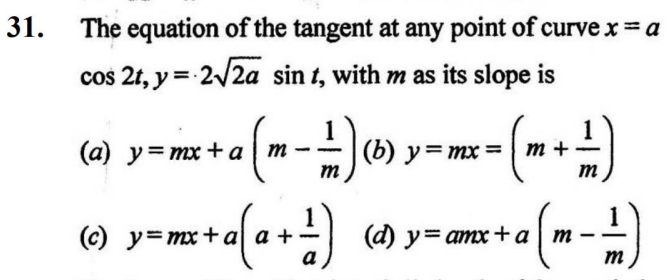 31. The equation of the tangent at any point of curve x = a
cos 2t, y = 2√2a sin t, with m as its slope is
(a) y = mx + a (m − 1/m) (b) y = mx = (m + 1/m)
(c) y = mx + a (a + 1/a) (d) y = amx + a (m − 1/m)